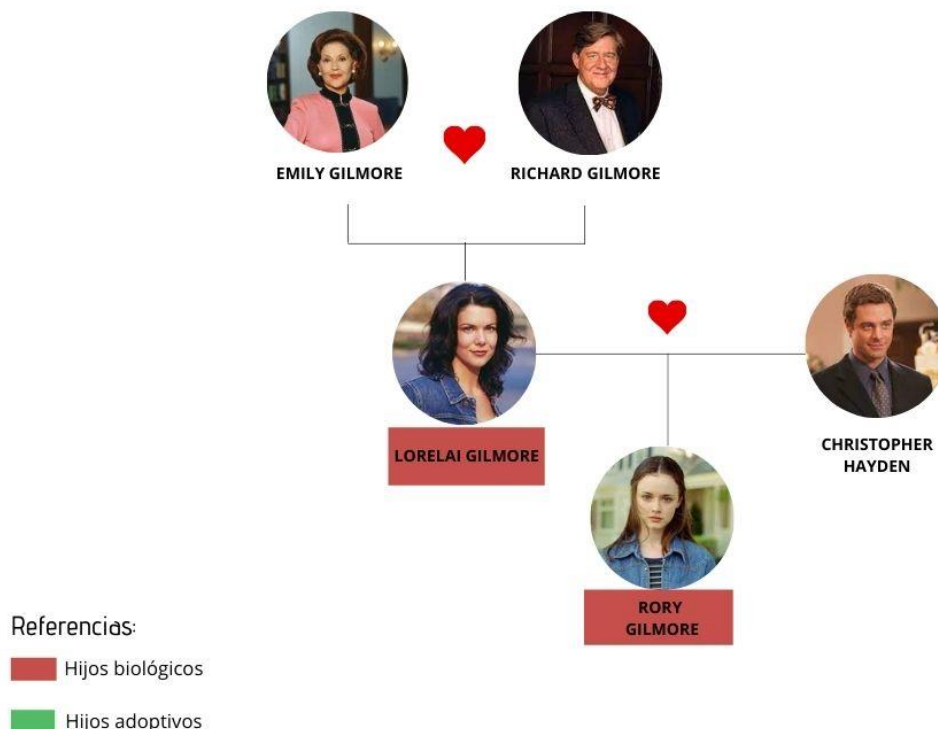 EMILY GILMORE
RICHARD GILMORE
LORELAI GILMORE
CHRISTOPHER
HAYDEN
RORY
GILMORE
Referencias:
Hijos biológicos
Hijos adoptivos